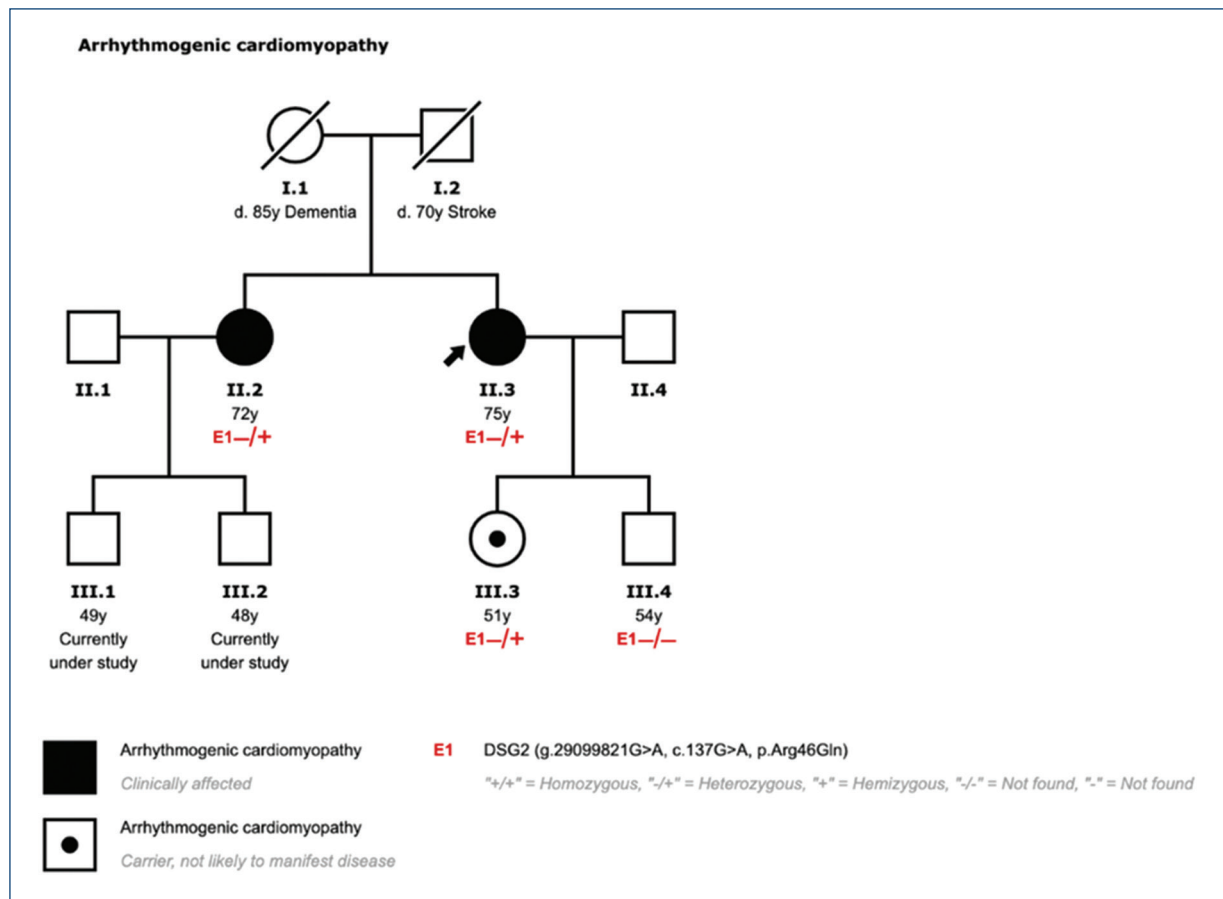 Arrhythmogenic cardiomyopathy
I.1
d. 85y Dementia
I.2
d. 70y Stroke
II.1
II.2
72y
E1—/+
II.3
75y
E1—/+
II.4
III.1
49y
Currently
under study
III.2
48y
Currently
under study
III.3
51y
E1—/+
III.4
54y
E1—/—
Arrhythmogenic cardiomyopathy
Clinically affected
Arrhythmogenic cardiomyopathy
Carrier, not likely to manifest disease
E1 DSG2 (g.29099821G>A, c.137G>A, p.Arg46Gln)
"+/+" = Homozygous, "-/+" = Heterozygous, "+" = Hemizygous, "-/-" = Not found, "-" = Not found